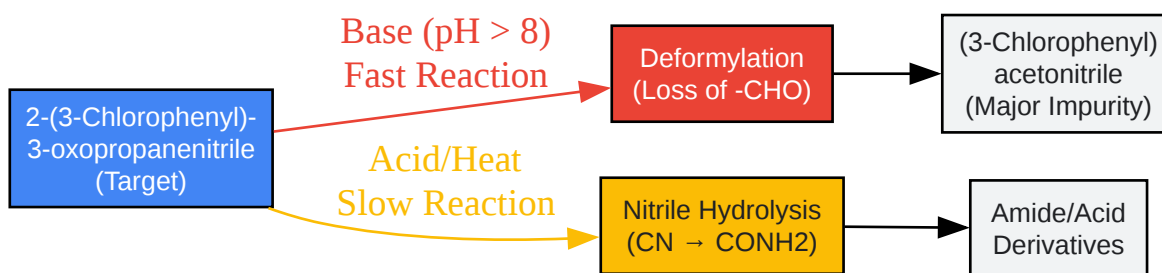 2-(3-Chlorophenyl)-
3-oxopropanenitrile
(Target)
Base (pH > 8)
Fast Reaction
Deformylation
(Loss of -CHO)
(3-Chlorophenyl)
acetonitrile
(Major Impurity)
Acid/Heat
Slow Reaction
Nitrile Hydrolysis
(CN → CONH2)
Amide/Acid
Derivatives